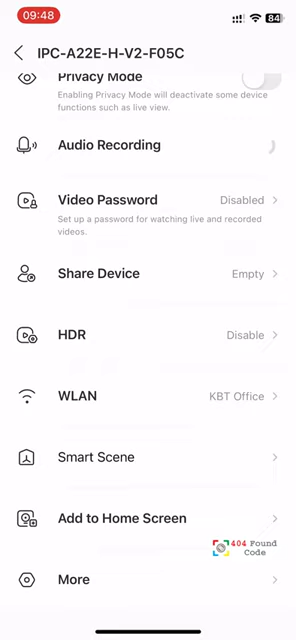 09:48
84
IPC-A22E-H-V2-F05C
Privacy Mode
Enabling Privacy Mode will deactivate some device
functions such as live view.
Audio Recording
Video Password Disabled
Set up a password for watching live and recorded
videos.
Share Device Empty
HDR Disable
WLAN KBT Office
Smart Scene
Add to Home Screen
404 Found
Code
More